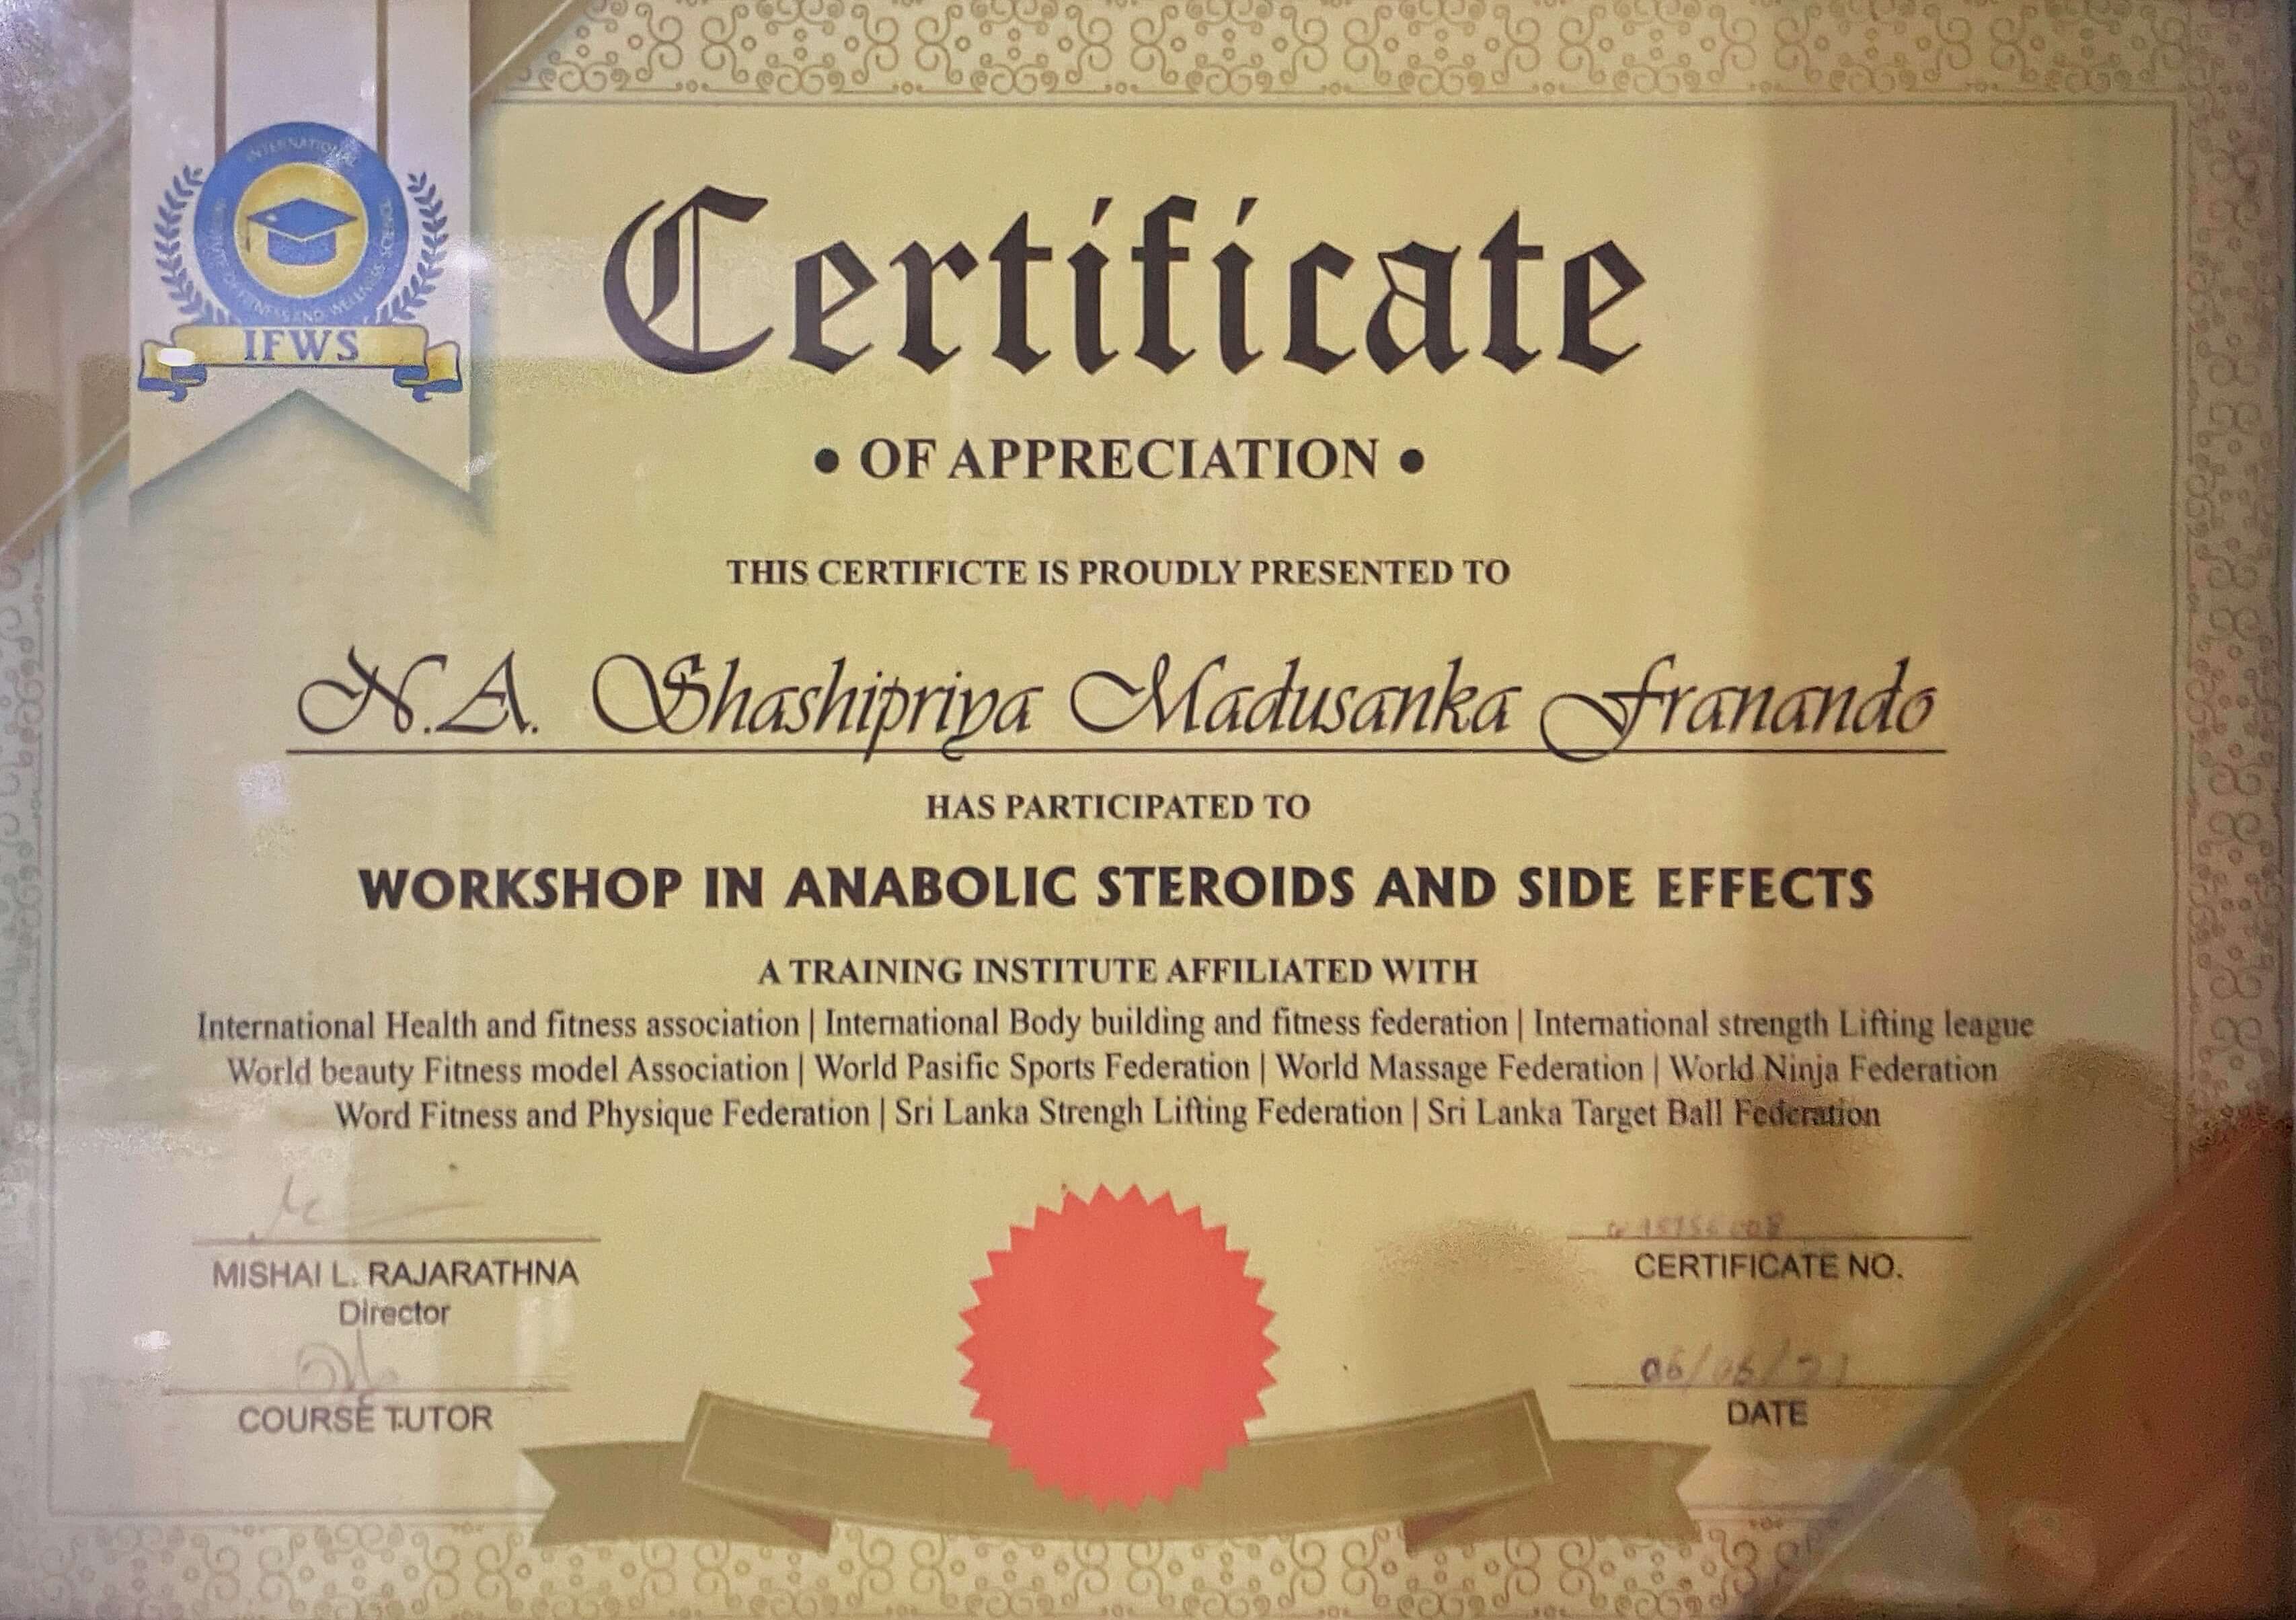 INTERNATIONAL
INSTITUTE OF FITNESS AND WELLNESS SCIENCE
IFWS
Certificate
• OF APPRECIATION •
THIS CERTIFICTE IS PROUDLY PRESENTED TO
N.A. Shashipriya Madusanka Franando
HAS PARTICIPATED TO
WORKSHOP IN ANABOLIC STEROIDS AND SIDE EFFECTS
A TRAINING INSTITUTE AFFILIATED WITH
International Health and fitness association | International Body building and fitness federation | International strength Lifting league
World beauty Fitness model Association | World Pasific Sports Federation | World Massage Federation | World Ninja Federation
Word Fitness and Physique Federation | Sri Lanka Strengh Lifting Federation | Sri Lanka Target Ball Federation
MISHAI L. RAJARATHNA
Director
COURSE TUTOR
CERTIFICATE NO.
06/06/21
DATE